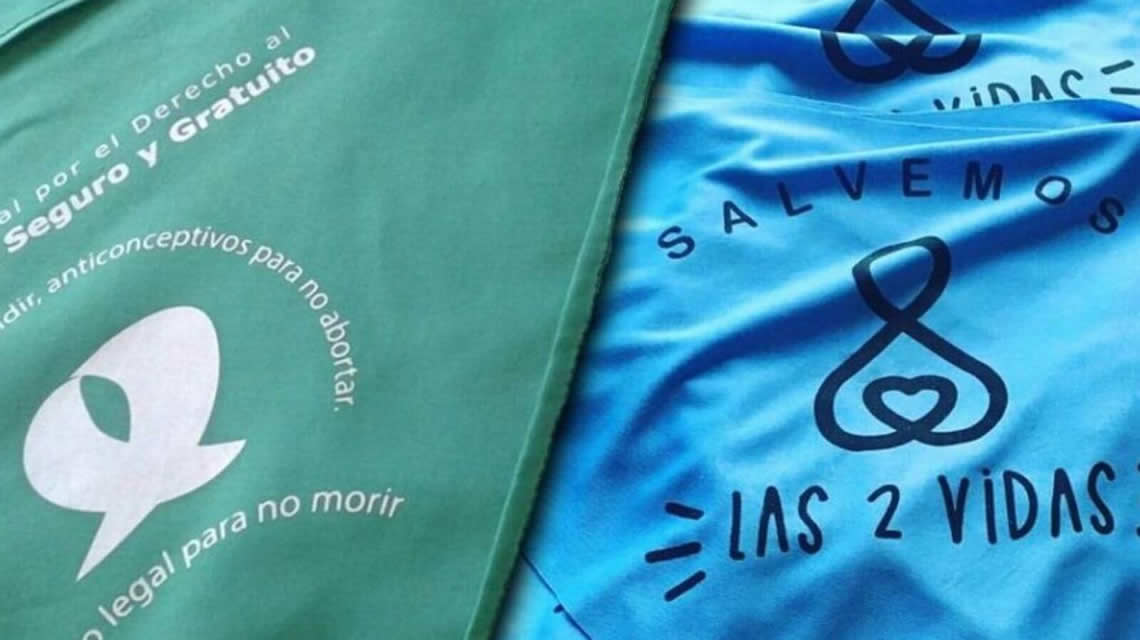 al por el Derecho al
Seguro y Gratuito
dir, anticonceptivos para no abortar.
o legal para no morir
VIDAS
SALVEMOS
LAS 2 VIDAS